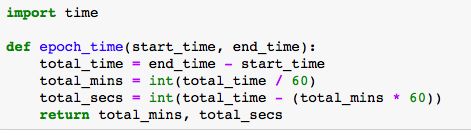 import time
def epoch_time(start_time, end_time):
    total_time = end_time - start_time
    total_mins = int(total_time / 60)
    total_secs = int(total_time - (total_mins * 60))
    return total_mins, total_secs